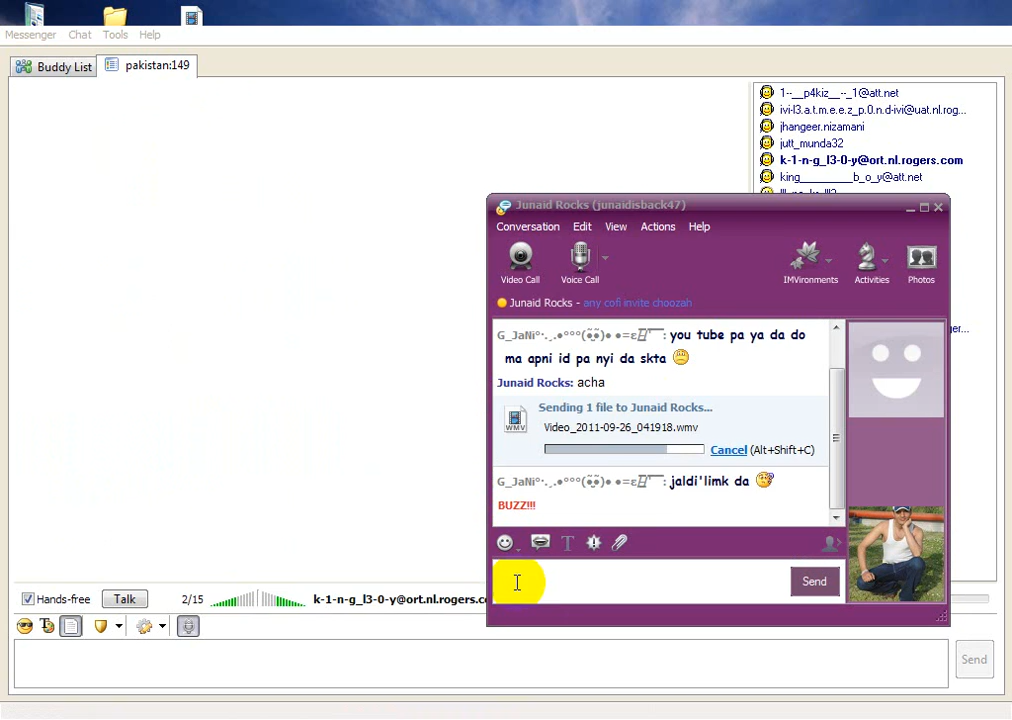 Messenger Chat Tools Help
Buddy List pakistan:149
1--__p4kiz__--_1@att.net
ivi-l3.a.t.m.e.e.z_p.0.n.d-ivi@uat.nl.rog...
jhangeer.nizamani
jutt_munda32
k-1-n-g_l3-0-y@ort.nl.rogers.com
king_________b_o_y@att.net
Junaid Rocks (junaidisback47)
Conversation Edit View Actions Help
Video Call Voice Call IMVironments Activities Photos
Junaid Rocks - any cofi invite choozah
G_JaNi you tube pa ya da do
ma apni id pa nyi da skta
Junaid Rocks: acha
Sending 1 file to Junaid Rocks...
WMV
Video_2011-09-26_041918.wmv
Cancel (Alt+Shift+C)
G_JaNi jaldi'limk da
BUZZ!!!
Send
Hands-free Talk 2/15 k-1-n-g_l3-0-y@ort.nl.rogers.c
Send